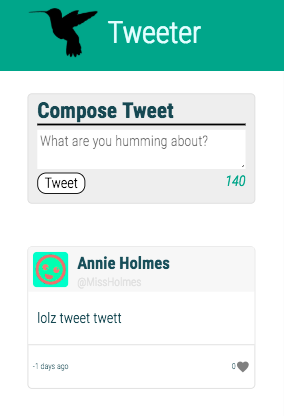 Tweeter
Compose Tweet
What are you humming about?
Tweet
140
Annie Holmes
@MissHolmes
lolz tweet twett
-1 days ago
0